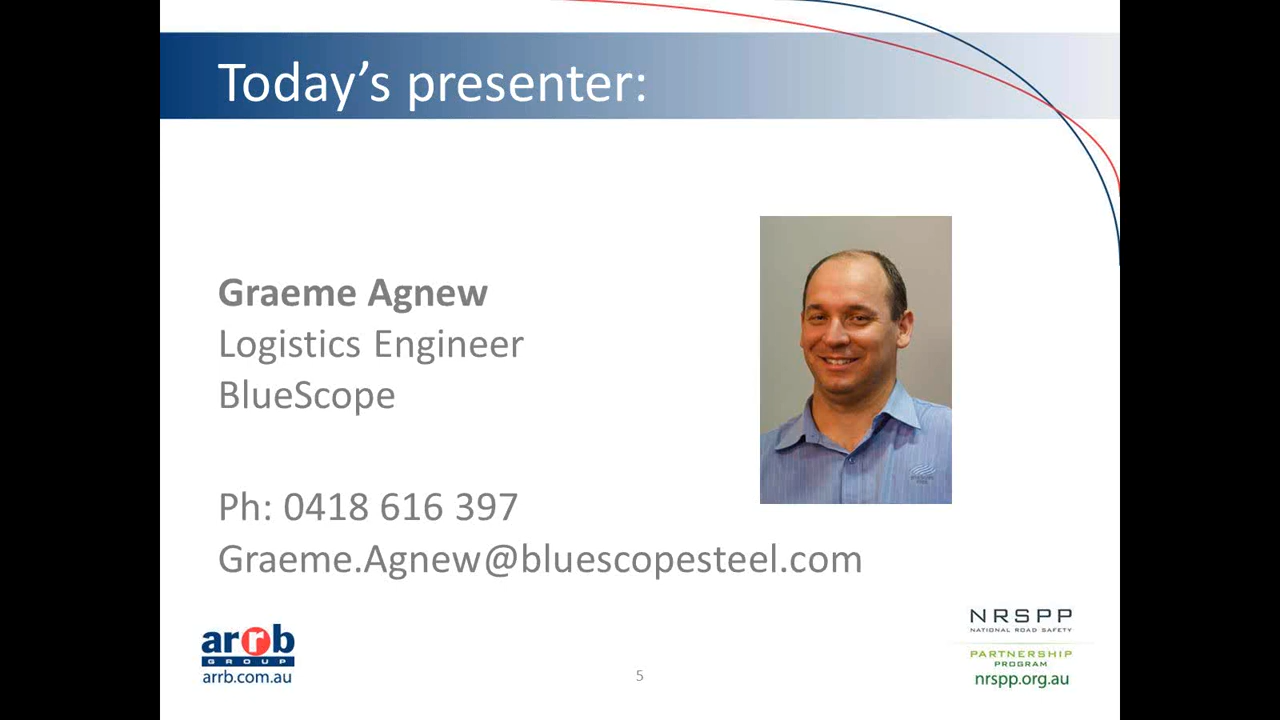 Today’s presenter:
Graeme Agnew
Logistics Engineer
BlueScope
Ph: 0418 616 397
Graeme.Agnew@bluescopesteel.com
arrb
GROUP
arrb.com.au
5
NRSPP
NATIONAL ROAD SAFETY
PARTNERSHIP
PROGRAM
nrspp.org.au